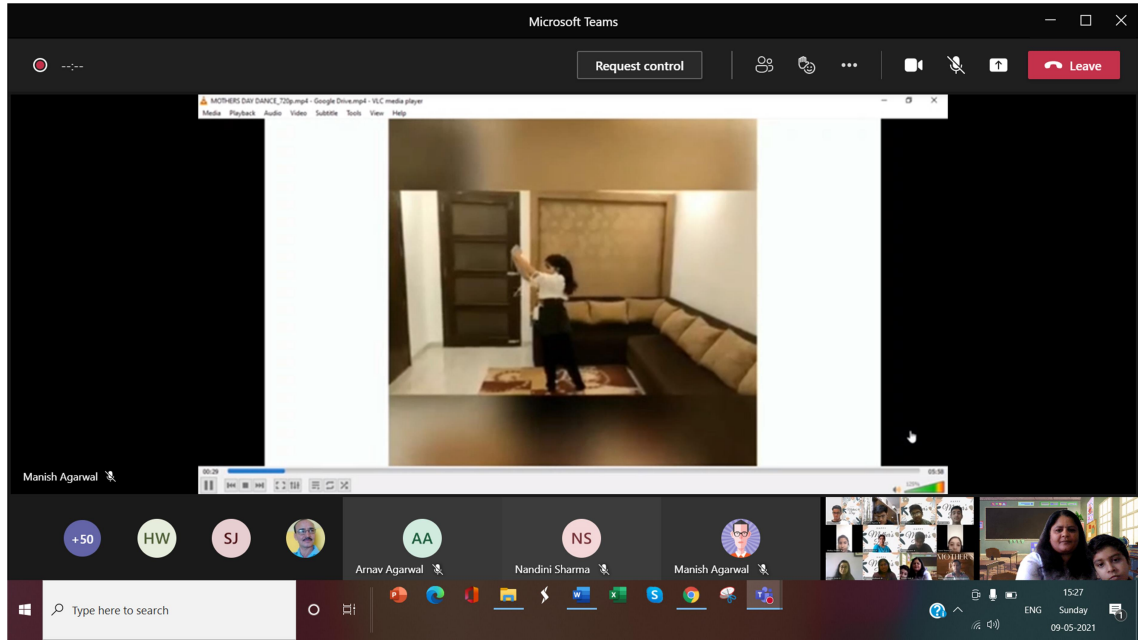 Microsoft Teams
--:--
Request control
Leave
MOTHERS DAY DANCE_720p.mp4 - Google Drive.mp4 - VLC media player
Media Playback Audio Video Subtitle Tools View Help
Manish Agarwal
00:29
05:58
+50
HW
SJ
AA
NS
Arnav Agarwal
Nandini Sharma
Manish Agarwal
MOTHER'S
Type here to search
ENG
15:27
Sunday
09-05-2021
1